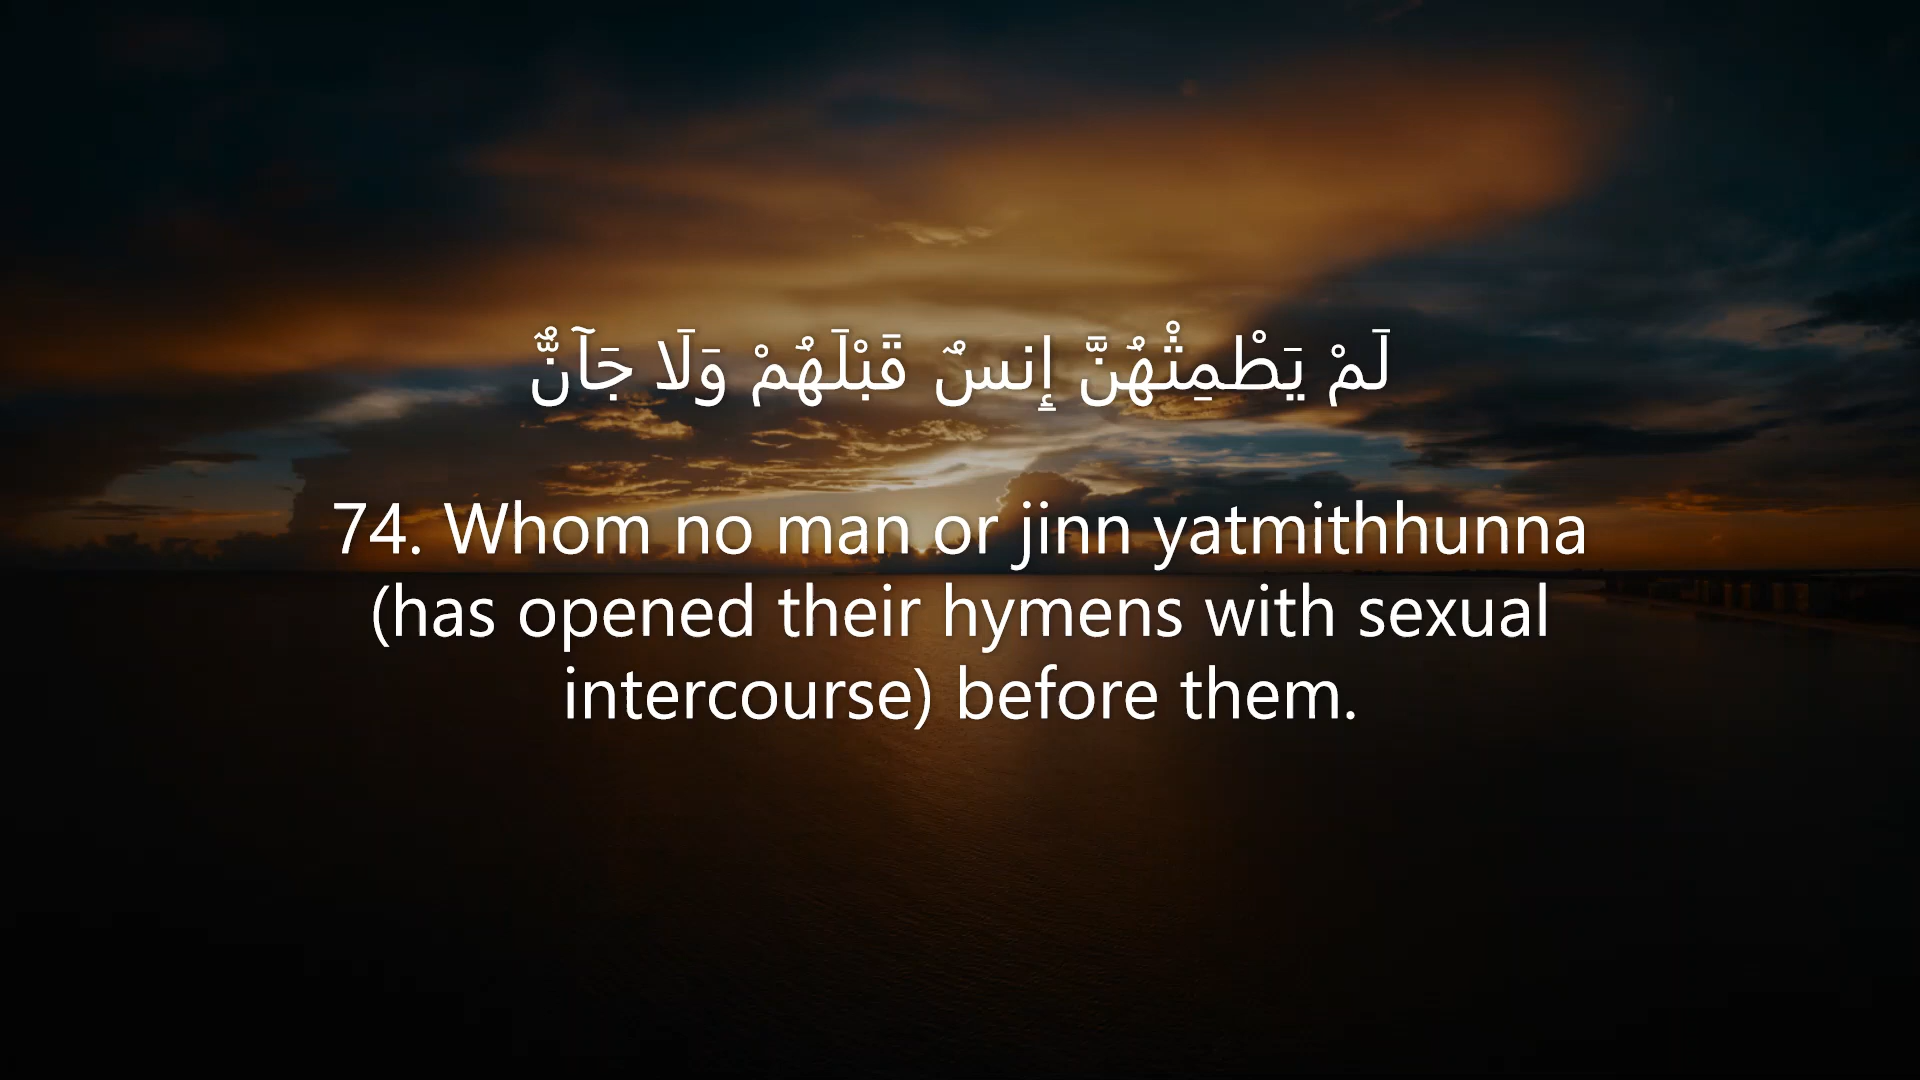 لَمْ يَطْمِثْهُنَّ إِنسٌ قَبْلَهُمْ وَلَا جَآنٌّ
74. Whom no man or jinn yatmithhunna
(has opened their hymens with sexual
intercourse) before them.